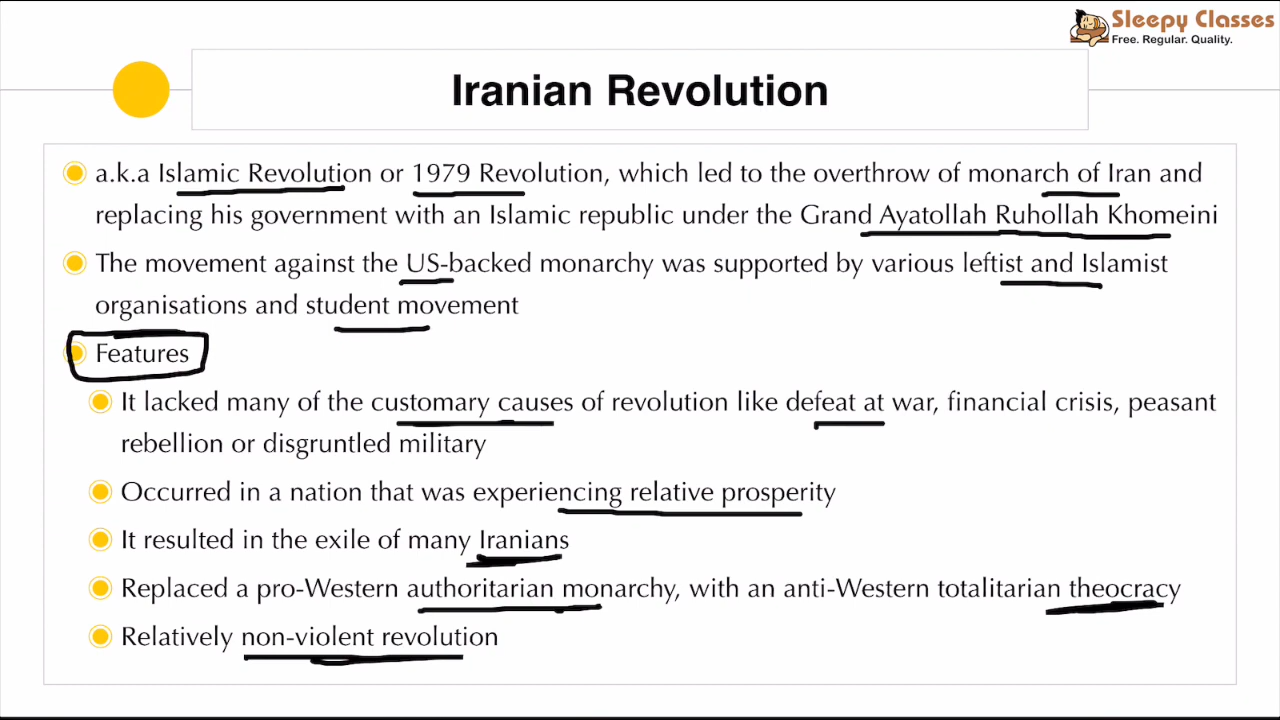 Sleepy Classes
Free. Regular. Quality.
Iranian Revolution
a.k.a Islamic Revolution or 1979 Revolution, which led to the overthrow of monarch of Iran and
replacing his government with an Islamic republic under the Grand Ayatollah Ruhollah Khomeini
The movement against the US-backed monarchy was supported by various leftist and Islamist
organisations and student movement
Features
It lacked many of the customary causes of revolution like defeat at war, financial crisis, peasant
rebellion or disgruntled military
Occurred in a nation that was experiencing relative prosperity
It resulted in the exile of many Iranians
Replaced a pro-Western authoritarian monarchy, with an anti-Western totalitarian theocracy
Relatively non-violent revolution